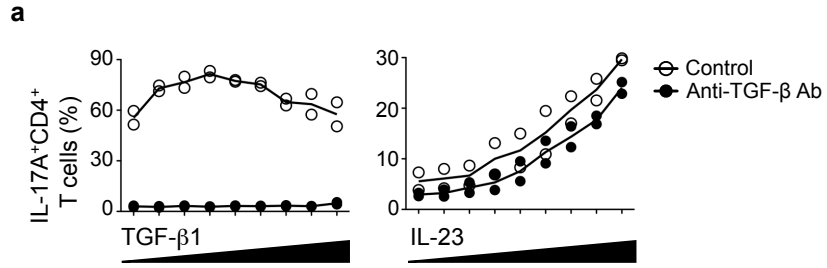 a
IL-17A⁺CD4⁺
T cells (%)
90
60
30
0
TGF-β1
30
20
10
0
IL-23
Control
Anti-TGF-β Ab